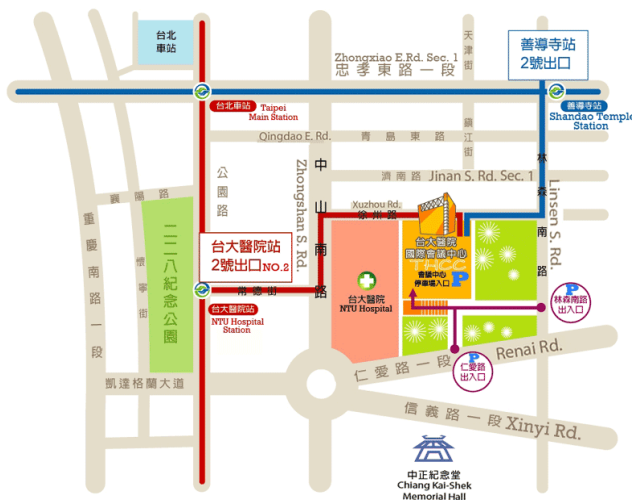 台北
車站
天津街
善導寺站
2號出口
Zhongxiao E.Rd. Sec. 1
忠孝東路一段
台北車站
Taipei
Main Station
善導寺站
Shandao Temple
Station
鎮江街
Qingdao E. Rd.
青島東路
公園路
中山南路
Zhongshan S. Rd.
濟南路
Jinan S. Rd. Sec. 1
林森南路
Linsen S. Rd.
襄陽路
Xuzhou Rd.
徐州路
重慶南路一段
懷寧街
二二八紀念公園
台大醫院站
2號出口NO.2
台大醫院
國際會議中心
THCC
會議中心
停車場入口
P
常德街
台大醫院
NTU Hospital
P
林森南路
出入口
台大醫院站
NTU Hospital
Station
P
仁愛路
出入口
仁愛路一段
Renai Rd.
凱達格蘭大道
信義路一段
Xinyi Rd.
中正紀念堂
Chiang Kai-Shek
Memorial Hall